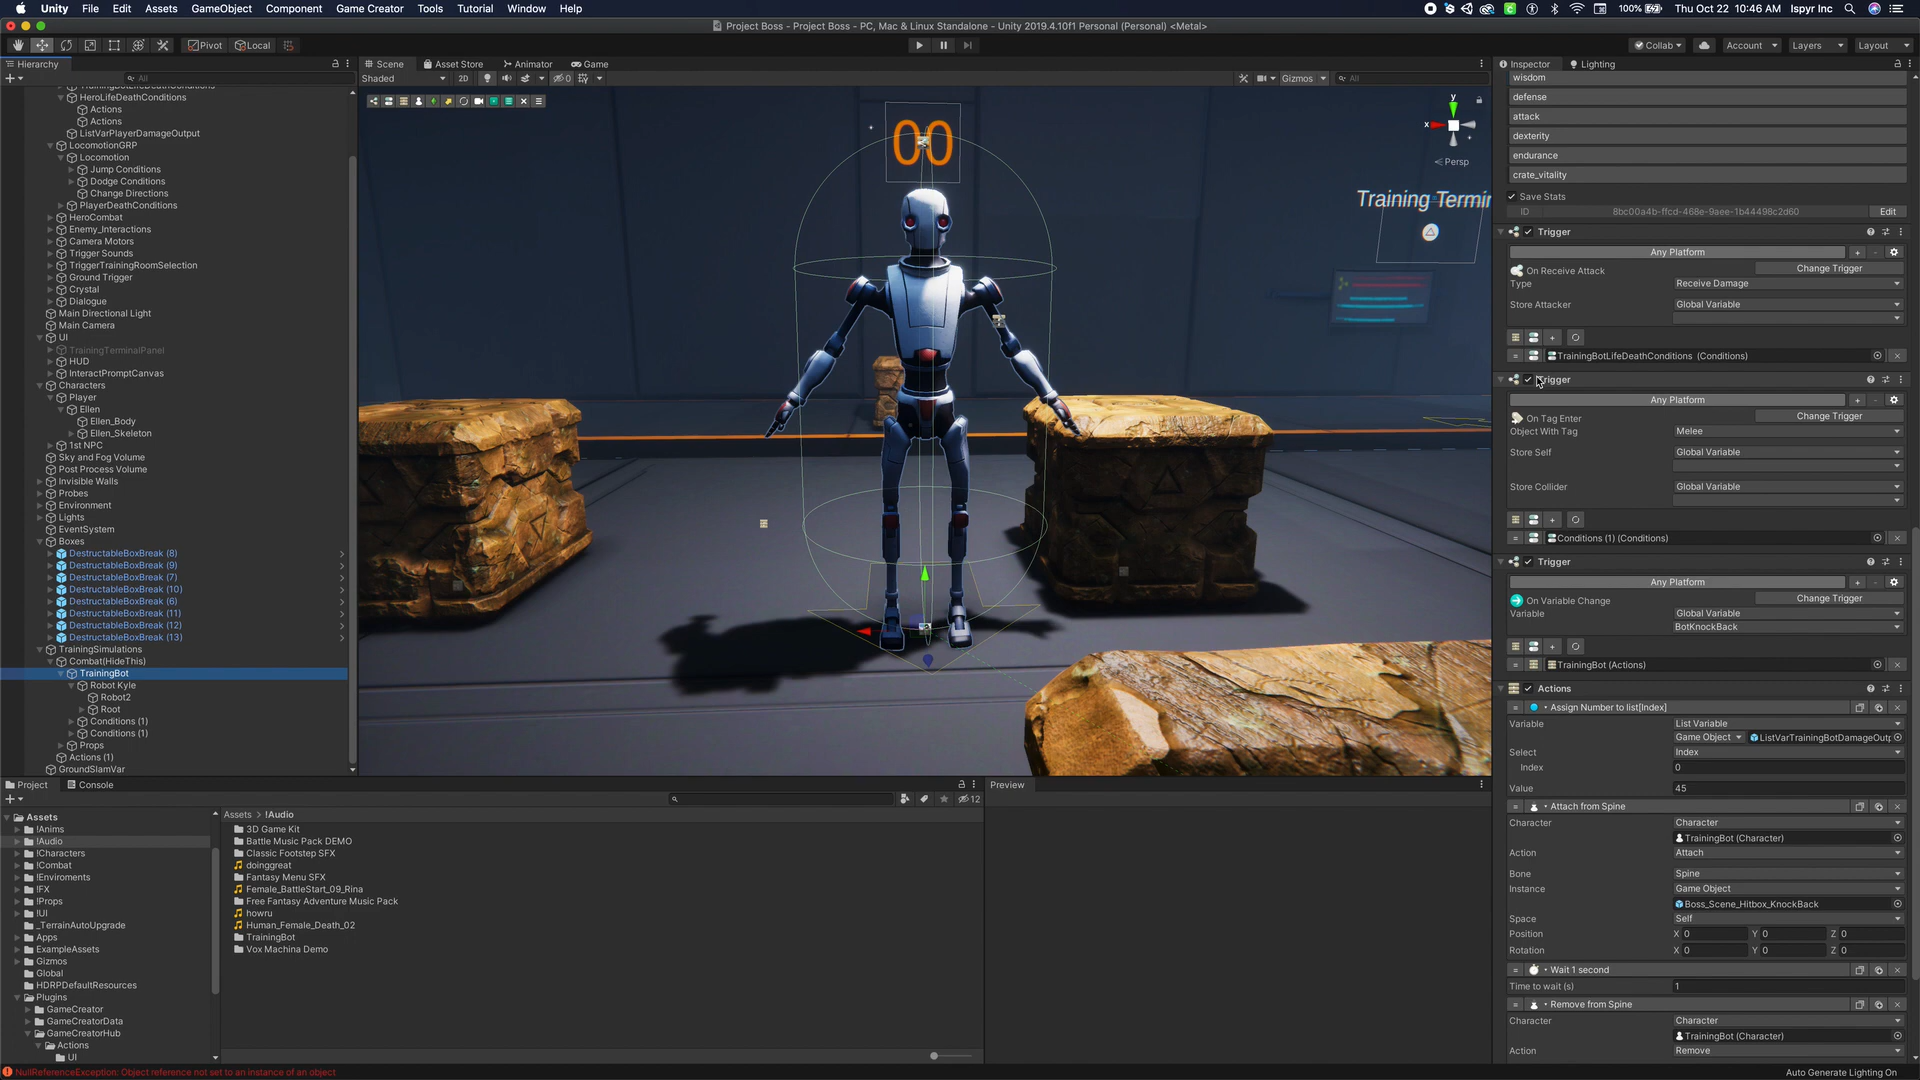 Unity File Edit Assets GameObject Component Game Creator Tools Tutorial Window Help
100% Thu Oct 22 10:46 AM Ispyr Inc
Project Boss - Project Boss - PC, Mac & Linux Standalone - Unity 2019.4.10f1 Personal (Personal) <Metal>
Pivot Local
Collab Account Layers Layout
Hierarchy
All
HeroLifeDeathConditions
Actions
Actions
ListVarPlayerDamageOutput
LocomotionGRP
Locomotion
Jump Conditions
Dodge Conditions
Change Directions
PlayerDeathConditions
HeroCombat
Enemy_Interactions
Camera Motors
Trigger Sounds
TriggerTrainingRoomSelection
Ground Trigger
Crystal
Dialogue
Main Directional Light
Main Camera
UI
TrainingTerminalPanel
HUD
InteractPromptCanvas
Characters
Player
Ellen
Ellen_Body
Ellen_Skeleton
1st NPC
Sky and Fog Volume
Post Process Volume
Invisible Walls
Probes
Environment
Lights
EventSystem
Boxes
DestructableBoxBreak (8)
DestructableBoxBreak (9)
DestructableBoxBreak (7)
DestructableBoxBreak (10)
DestructableBoxBreak (6)
DestructableBoxBreak (11)
DestructableBoxBreak (12)
DestructableBoxBreak (13)
TrainingSimulations
Combat(HideThis)
TrainingBot
Robot Kyle
Robot2
Root
Conditions (1)
Conditions (1)
Props
Actions (1)
GroundSlamVar
Scene Asset Store Animator Game
Shaded 2D 0 Gizmos All
00
y
x
Persp
Training Termin
Inspector Lighting
wisdom
defense
attack
dexterity
endurance
crate_vitality
Save Stats
ID 8bc00a4b-ffcd-468e-9aee-1b44498c2d60 Edit
Trigger
Any Platform
On Receive Attack Change Trigger
Type Receive Damage
Store Attacker Global Variable
TrainingBotLifeDeathConditions (Conditions)
Trigger
Any Platform
On Tag Enter Change Trigger
Object With Tag Melee
Store Self Global Variable
Store Collider Global Variable
Conditions (1) (Conditions)
Trigger
Any Platform
On Variable Change Change Trigger
Variable Global Variable
BotKnockBack
TrainingBot (Actions)
Actions
Assign Number to list[Index]
Variable List Variable
Game Object ListVarTrainingBotDamageOutp
Select Index
Index 0
Value 45
Attach from Spine
Character Character
TrainingBot (Character)
Action Attach
Bone Spine
Instance Game Object
Boss_Scene_Hitbox_KnockBack
Space Self
Position X 0 Y 0 Z 0
Rotation X 0 Y 0 Z 0
Wait 1 second
Time to wait (s) 1
Remove from Spine
Character Character
TrainingBot (Character)
Action Remove
Project Console
12
Assets
!Anims
!Audio
!Characters
!Combat
!Enviroments
!FX
!Props
!UI
_TerrainAutoUpgrade
Apps
ExampleAssets
Gizmos
Global
HDRPDefaultResources
Plugins
GameCreator
GameCreatorData
GameCreatorHub
Actions
UI
Assets > !Audio
3D Game Kit
Battle Music Pack DEMO
Classic Footstep SFX
doinggreat
Fantasy Menu SFX
Female_BattleStart_09_Rina
Free Fantasy Adventure Music Pack
howru
Human_Female_Death_02
TrainingBot
Vox Machina Demo
Preview
NullReferenceException: Object reference not set to an instance of an object
Auto Generate Lighting On